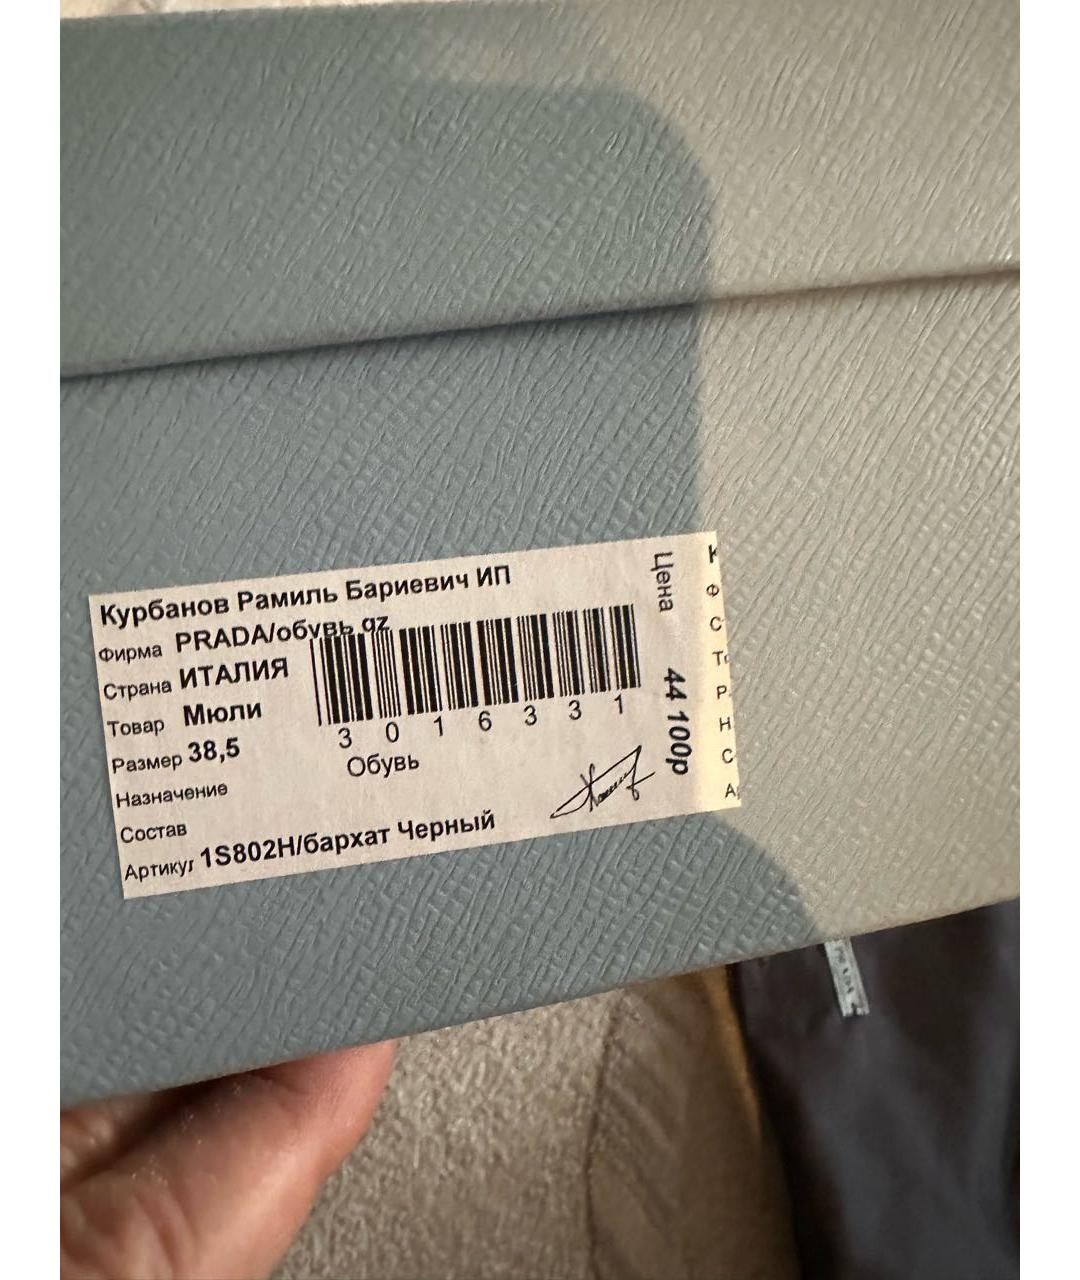 Курбанов Рамиль Бариевич ИП
Фирма PRADA/обувь gz
Страна ИТАЛИЯ
Товар Мюли
Размер 38,5
3 0 1 6 3 3 1
Обувь
Назначение
Состав
Артикул 1S802H/бархат Черный
Цена 44 100р
К
С
Р
Н
С
А